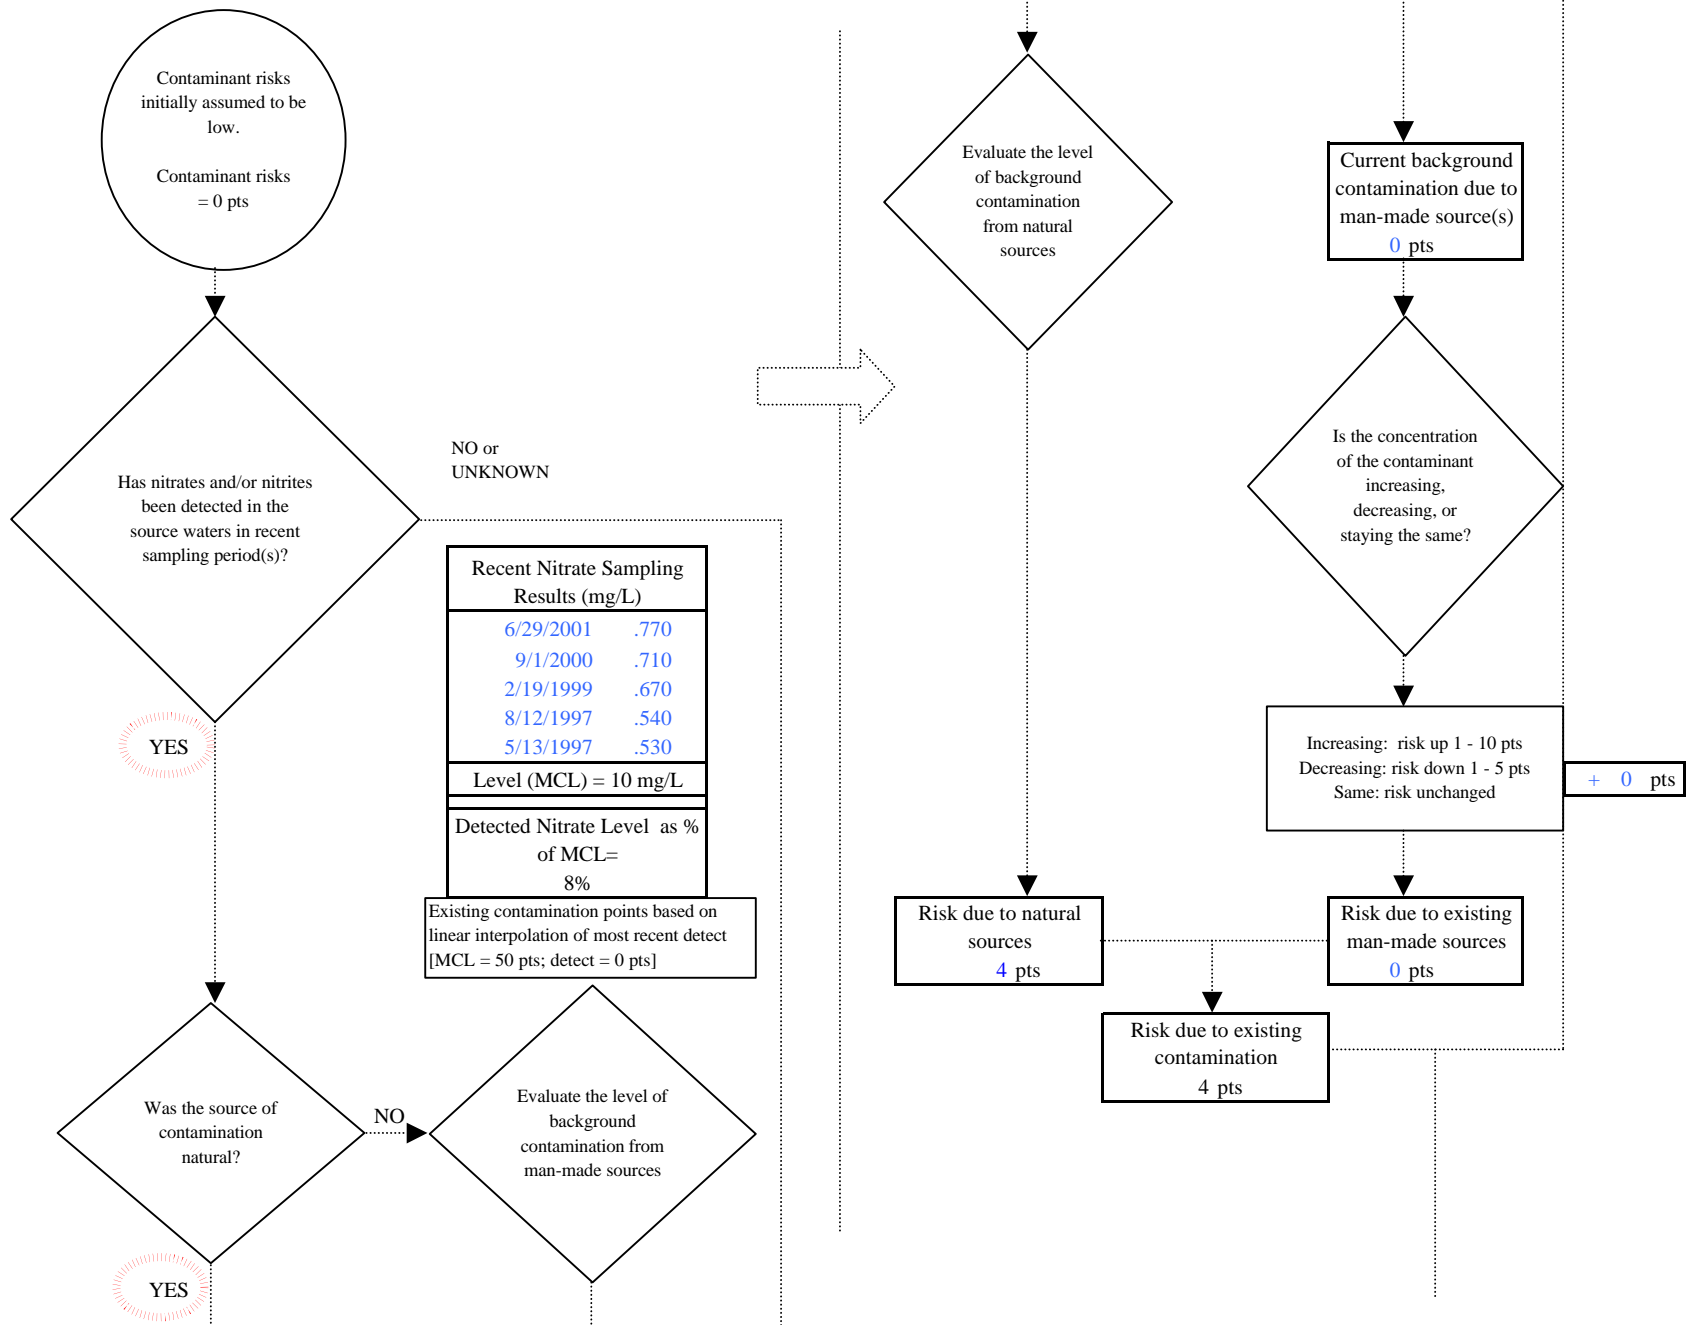 Contaminant risks
initially assumed to be
low.
Contaminant risks
= 0 pts
Has nitrates and/or nitrites
been detected in the
source waters in recent
sampling period(s)?
NO or
UNKNOWN
YES
Recent Nitrate Sampling
Results (mg/L)
6/29/2001 .770
9/1/2000 .710
2/19/1999 .670
8/12/1997 .540
5/13/1997 .530
Level (MCL) = 10 mg/L
Detected Nitrate Level as %
of MCL=
8%
Existing contamination points based on
linear interpolation of most recent detect
[MCL = 50 pts; detect = 0 pts]
Was the source of
contamination
natural?
NO
Evaluate the level of
background
contamination from
man-made sources
YES
Evaluate the level
of background
contamination
from natural
sources
Current background
contamination due to
man-made source(s)
0 pts
Is the concentration
of the contaminant
increasing,
decreasing, or
staying the same?
Increasing: risk up 1 - 10 pts
Decreasing: risk down 1 - 5 pts
Same: risk unchanged
+ 0 pts
Risk due to natural
sources
4 pts
Risk due to existing
man-made sources
0 pts
Risk due to existing
contamination
4 pts